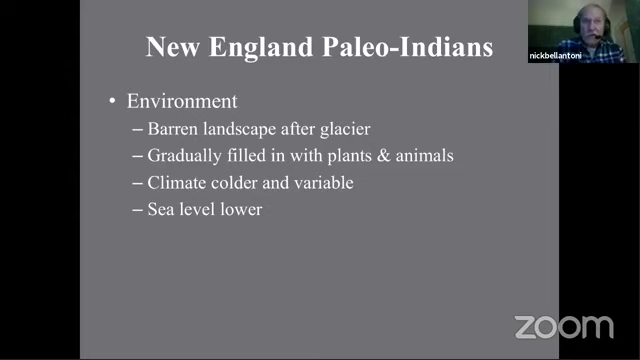 New England Paleo-Indians
nickbellantoni
• Environment
– Barren landscape after glacier
– Gradually filled in with plants & animals
– Climate colder and variable
– Sea level lower
zoom